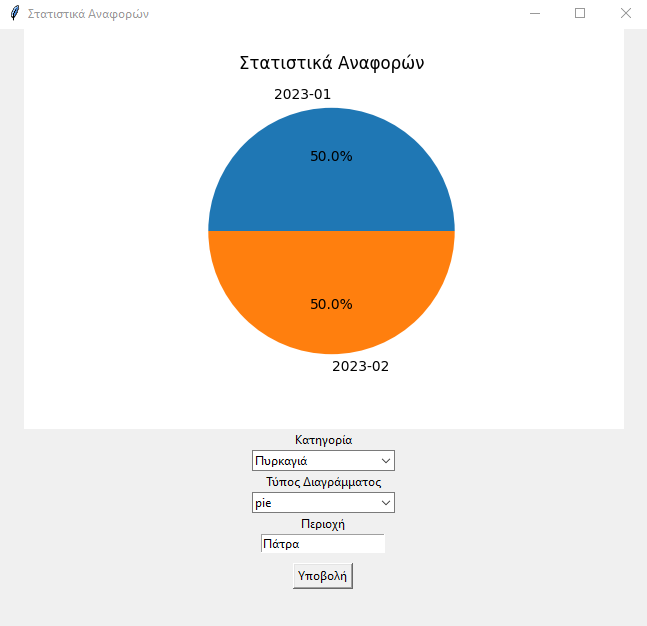 Στατιστικά Αναφορών
Στατιστικά Αναφορών
2023-01
50.0%
50.0%
2023-02
Κατηγορία
Πυρκαγιά
Τύπος Διαγράμματος
pie
Περιοχή
Πάτρα
Υποβολή